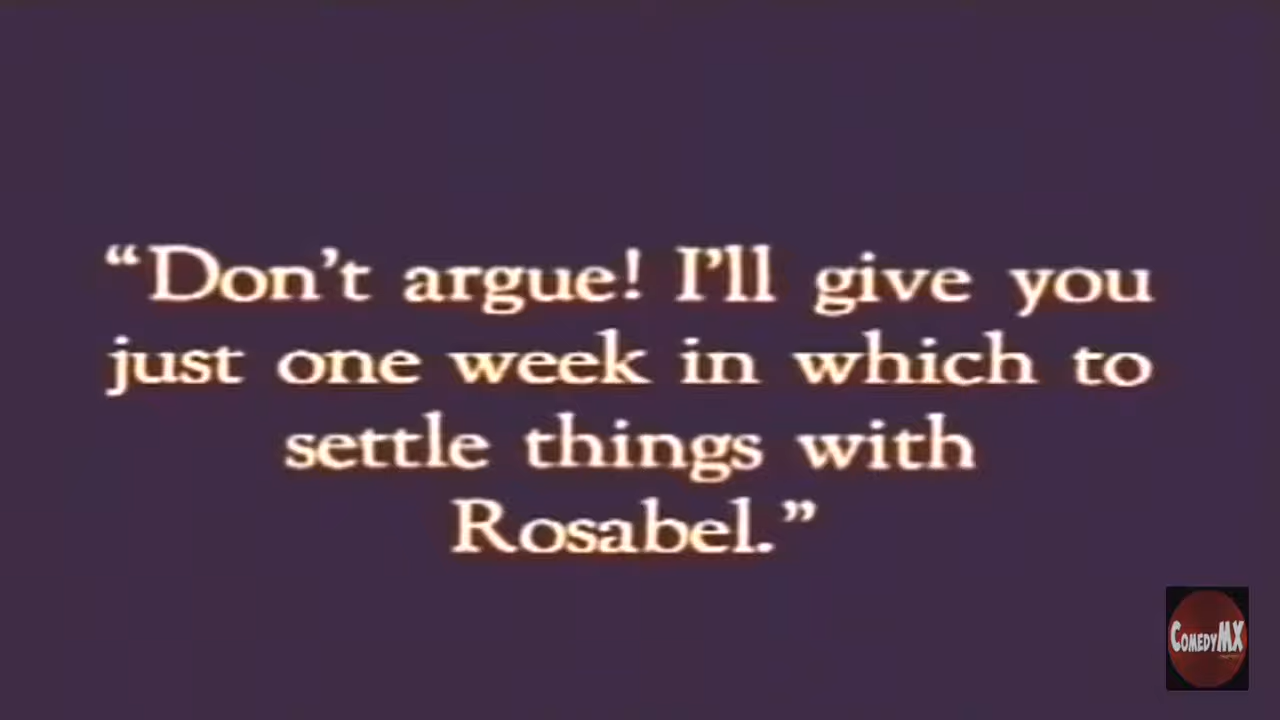 “Don’t argue! I’ll give you
just one week in which to
settle things with
Rosabel.”
COMEDYMX